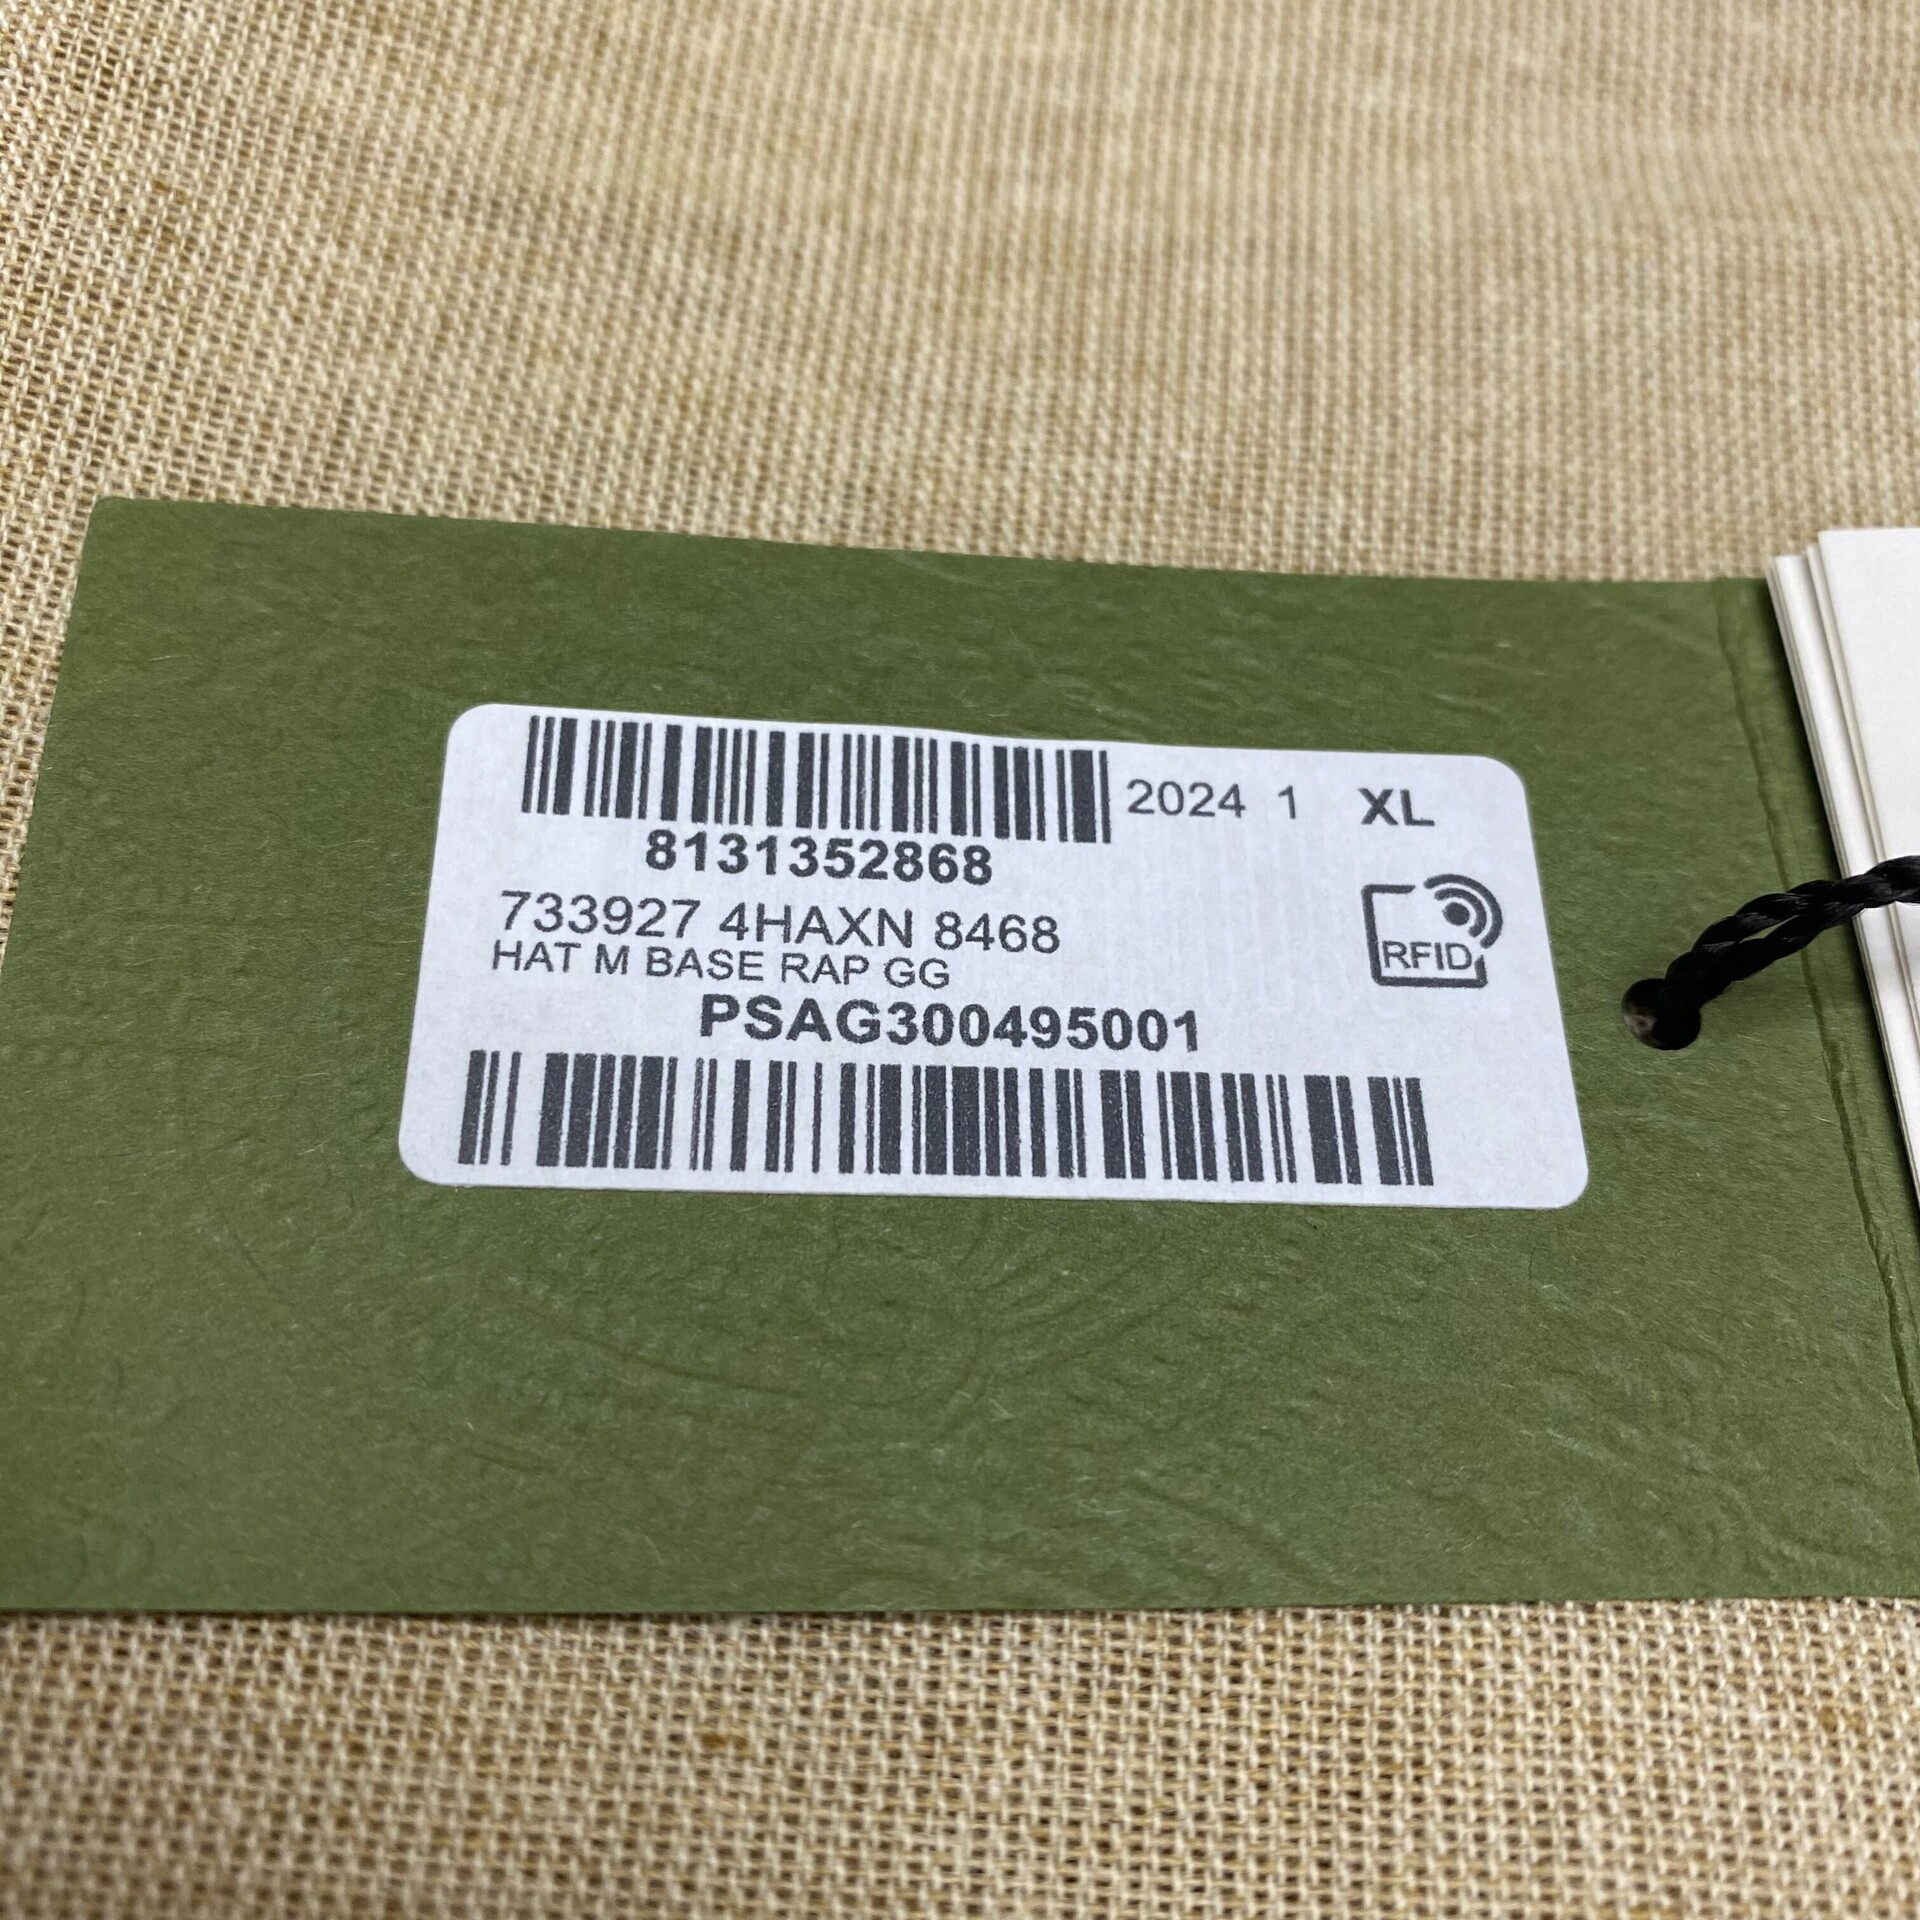 2024 1 XL
8131352868
733927 4HAXN 8468
HAT M BASE RAP GG
RFID
PSAG300495001